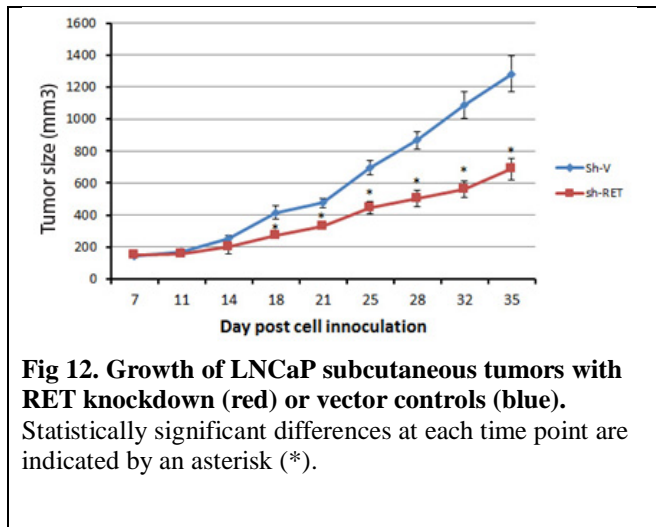 1600
1400
1200
1000
800
600
400
200
0
Tumor size (mm3)
* * * * * * *
Sh-V
sh-RET
7 11 14 18 21 25 28 32 35
Day post cell innoculation
Fig 12. Growth of LNCaP subcutaneous tumors with
RET knockdown (red) or vector controls (blue).
Statistically significant differences at each time point are
indicated by an asterisk (*).